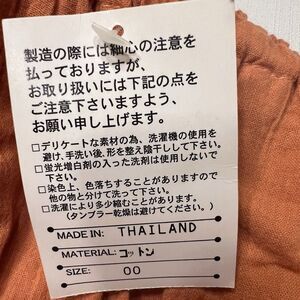 製造の際には細心の注意を
払っておりますが、
お取り扱いには下記の点を
ご注意下さいますよう、
お願い申し上げます。
□デリケートな素材の為、洗濯機の使用を
避け、手洗い後、形を整え陰干しして下さい。
□蛍光増白剤の入った洗剤は使用しないで
下さい。
□染色上、色落ちすることがありますので
他の物と分けて洗って下さい。
□洗濯により多少縮むことがあります。
(タンブラー乾燥は避けてください)
MADE IN: THAILAND
MATERIAL: コットン
SIZE: 00